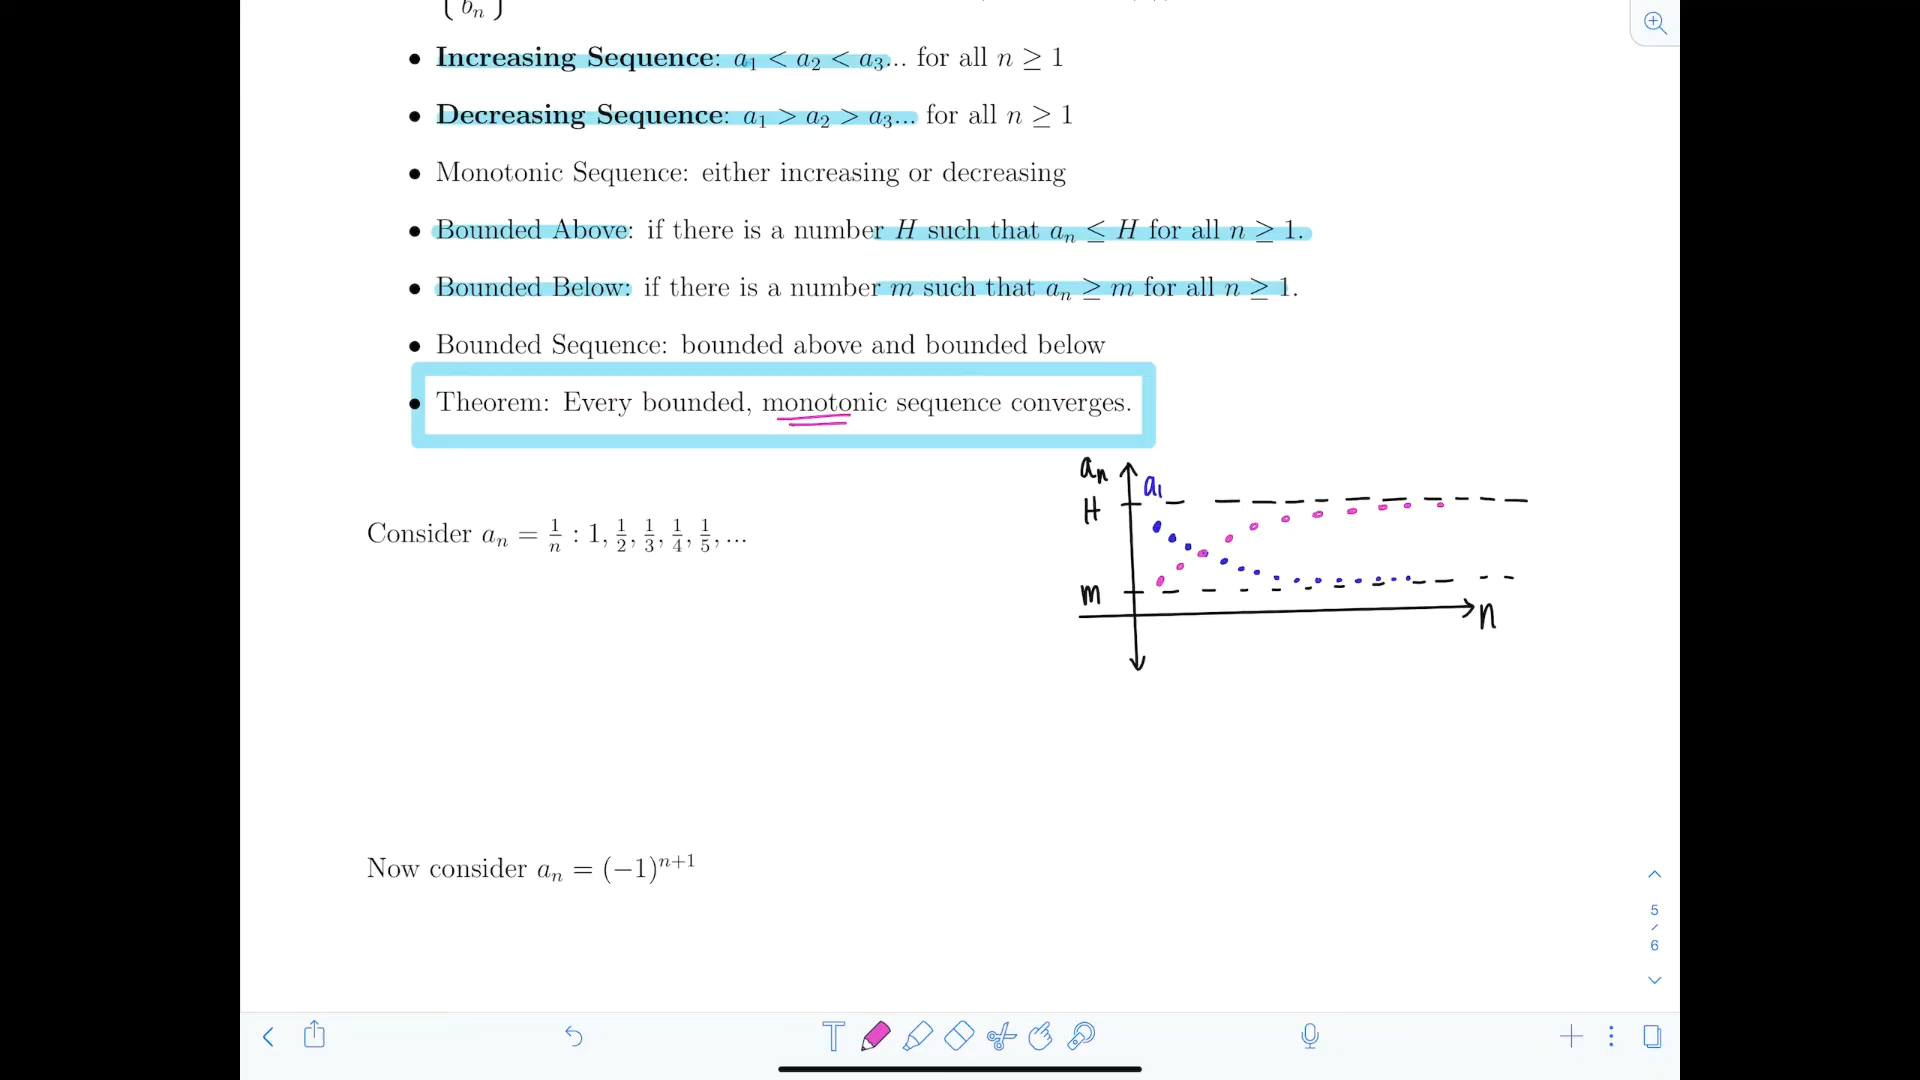 { b_n }
• Increasing Sequence: a₁ < a₂ < a₃... for all n ≥ 1
• Decreasing Sequence: a₁ > a₂ > a₃... for all n ≥ 1
• Monotonic Sequence: either increasing or decreasing
• Bounded Above: if there is a number H such that aₙ ≤ H for all n ≥ 1.
• Bounded Below: if there is a number m such that aₙ ≥ m for all n ≥ 1.
• Bounded Sequence: bounded above and bounded below
• Theorem: Every bounded, monotonic sequence converges.
aₙ
a₁
H
m
n
Consider aₙ = 1/n : 1, 1/2, 1/3, 1/4, 1/5, ...
Now consider aₙ = (−1)ⁿ⁺¹
5
/
6
T